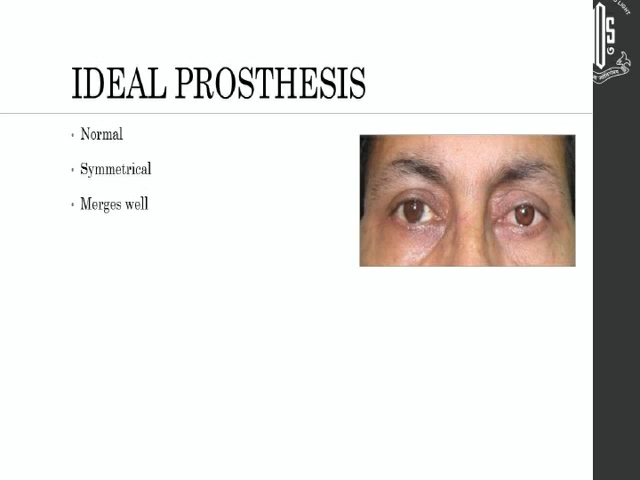 IDEAL PROSTHESIS
• Normal
• Symmetrical
• Merges well